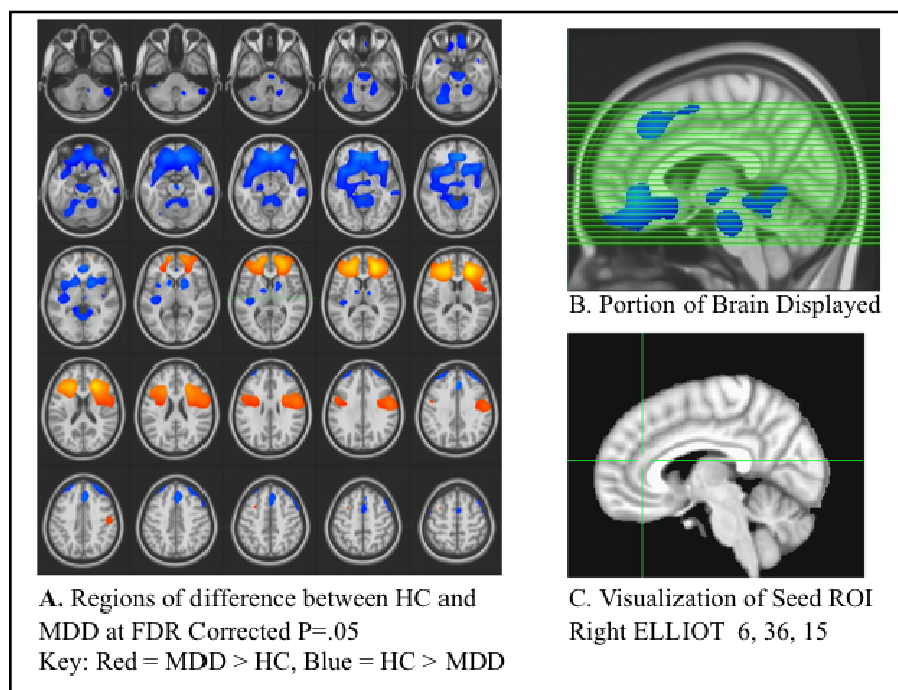 A. Regions of difference between HC and
MDD at FDR Corrected P=.05
Key: Red = MDD > HC, Blue = HC > MDD
B. Portion of Brain Displayed
C. Visualization of Seed ROI
Right ELLIOT 6, 36, 15